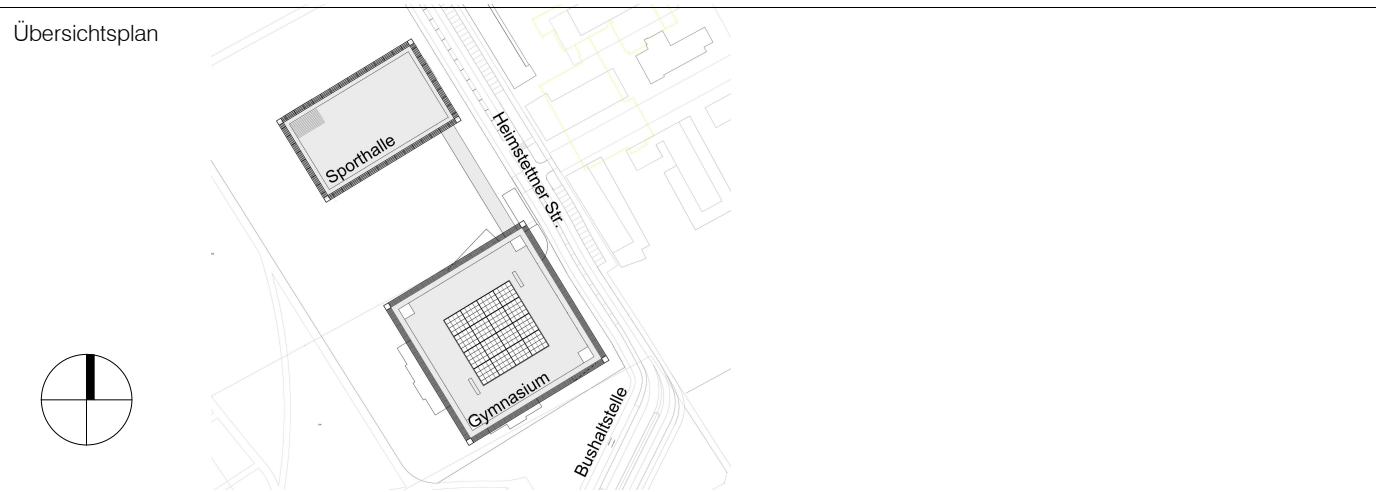 Übersichtsplan
Sporthalle
Heimstettner Str.
Gymnasium
Bushaltstelle